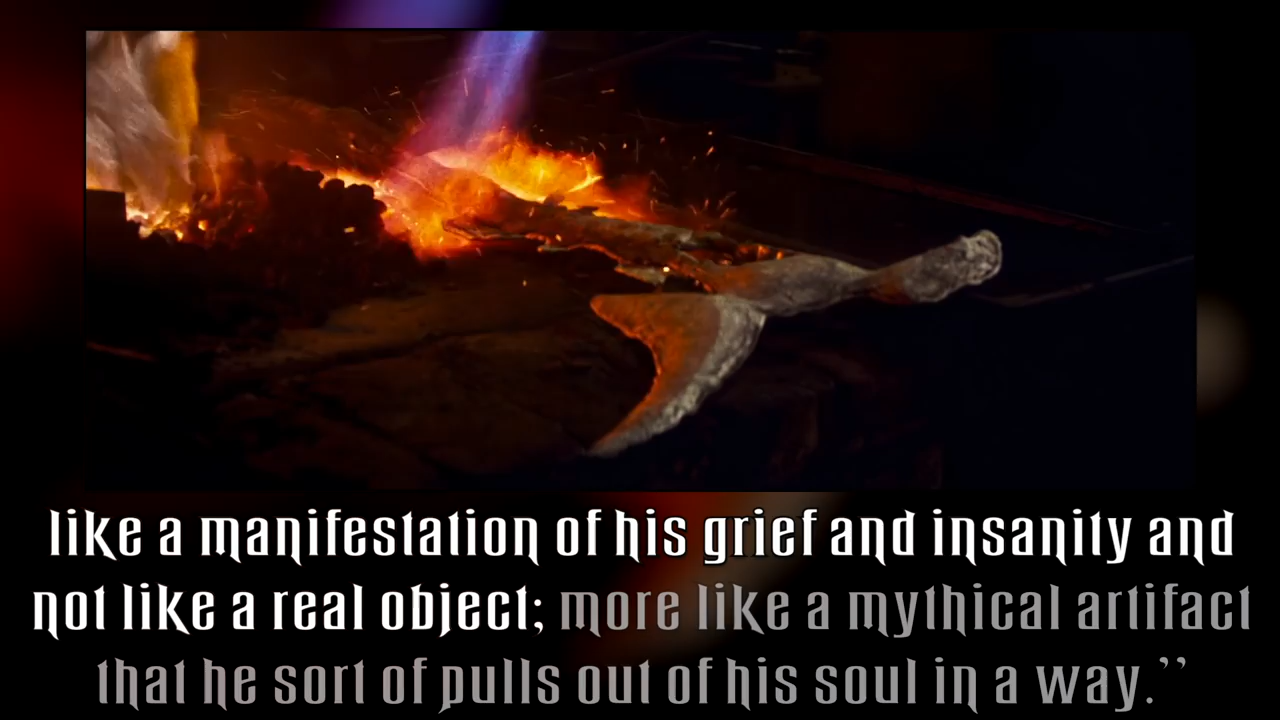 like a manifestation of his grief and insanity and
not like a real object; more like a mythical artifact
that he sort of pulls out of his soul in a way.’’